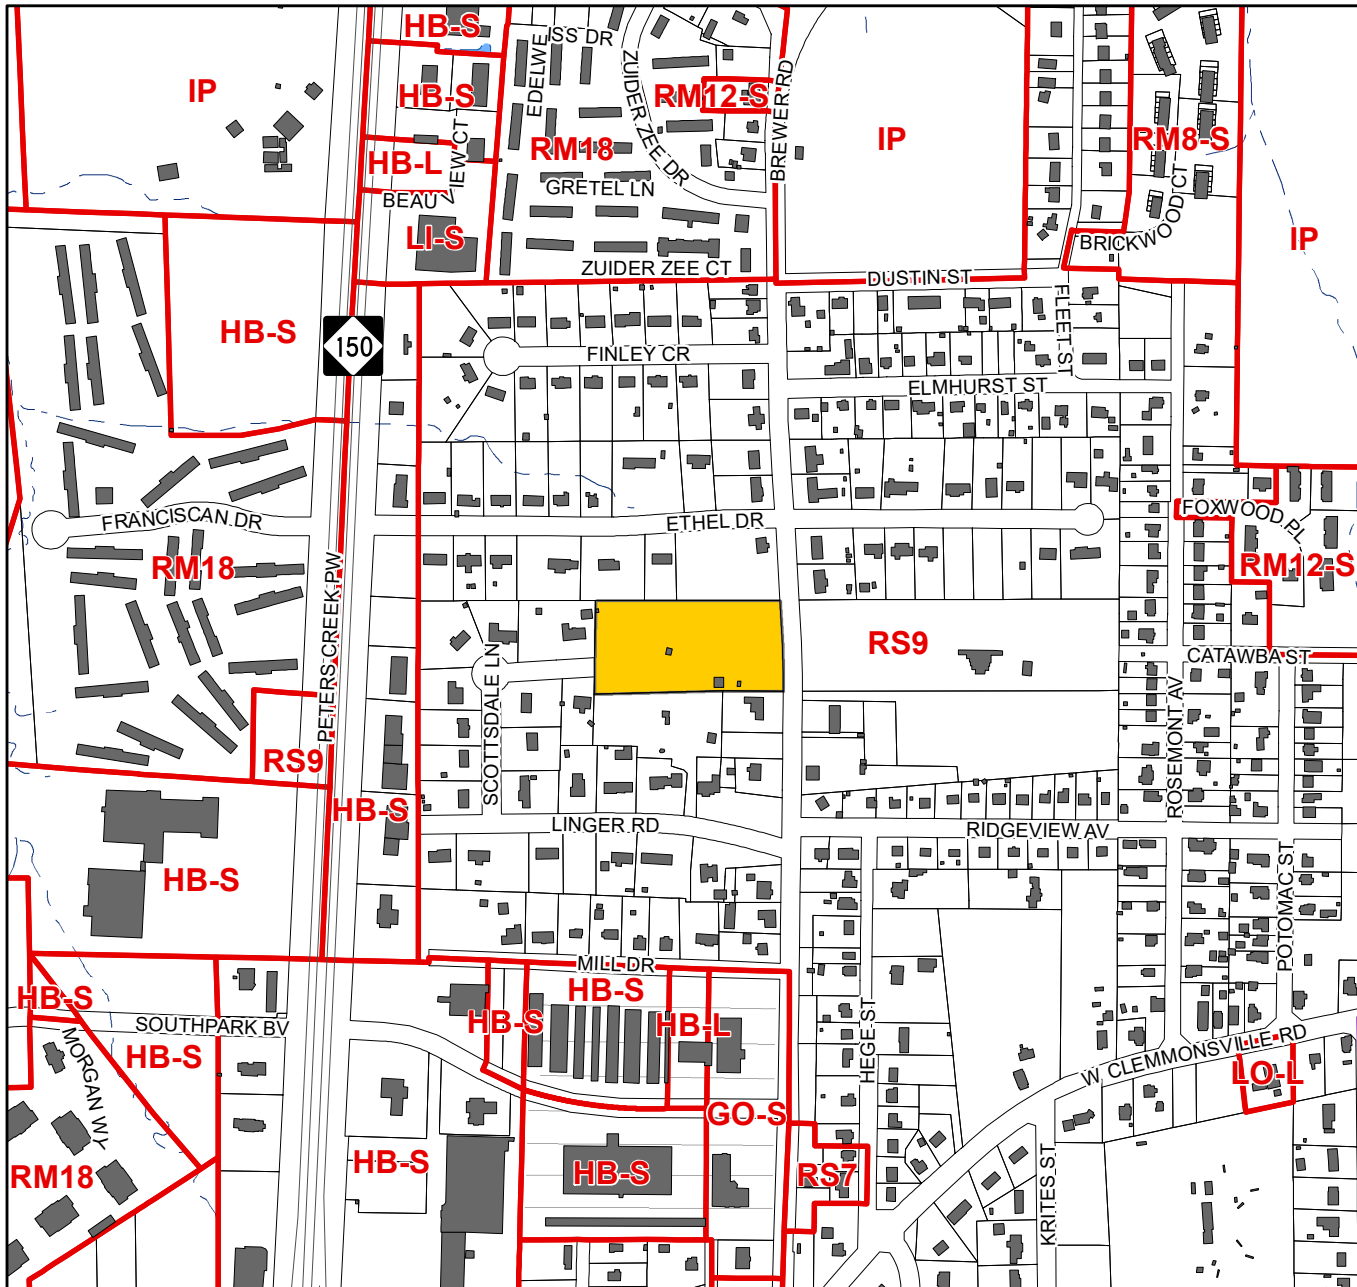 HB-S
EDELWEISS DR
ZUIDER ZEE DR
IP
HB-S
RM12-S
BREWER RD
IP
RM8-S
HB-L
VIEW CT
BEAU
RM18
GRETEL LN
BRICKWOOD CT
LI-S
IP
ZUIDER ZEE CT
DUSTIN ST
HB-S
150
FINLEY CR
FLEET ST
ELMHURST ST
FRANCISCAN DR
ETHEL DR
FOXWOOD PL
RM18
RM12-S
PETERS CREEK PW
RS9
CATAWBA ST
SCOTTSDALE LN
ROSEMONT AV
RS9
HB-S
LINGER RD
RIDGEVIEW AV
HB-S
POTOMAC ST
MILL DR
HB-S
HB-S
HB-S
HB-L
SOUTHPARK BV
HB-S
MORGAN WY
HEGE ST
W CLEMMONSVILLE RD
LO-L
GO-S
RM18
HB-S
HB-S
RS7
KRITES ST